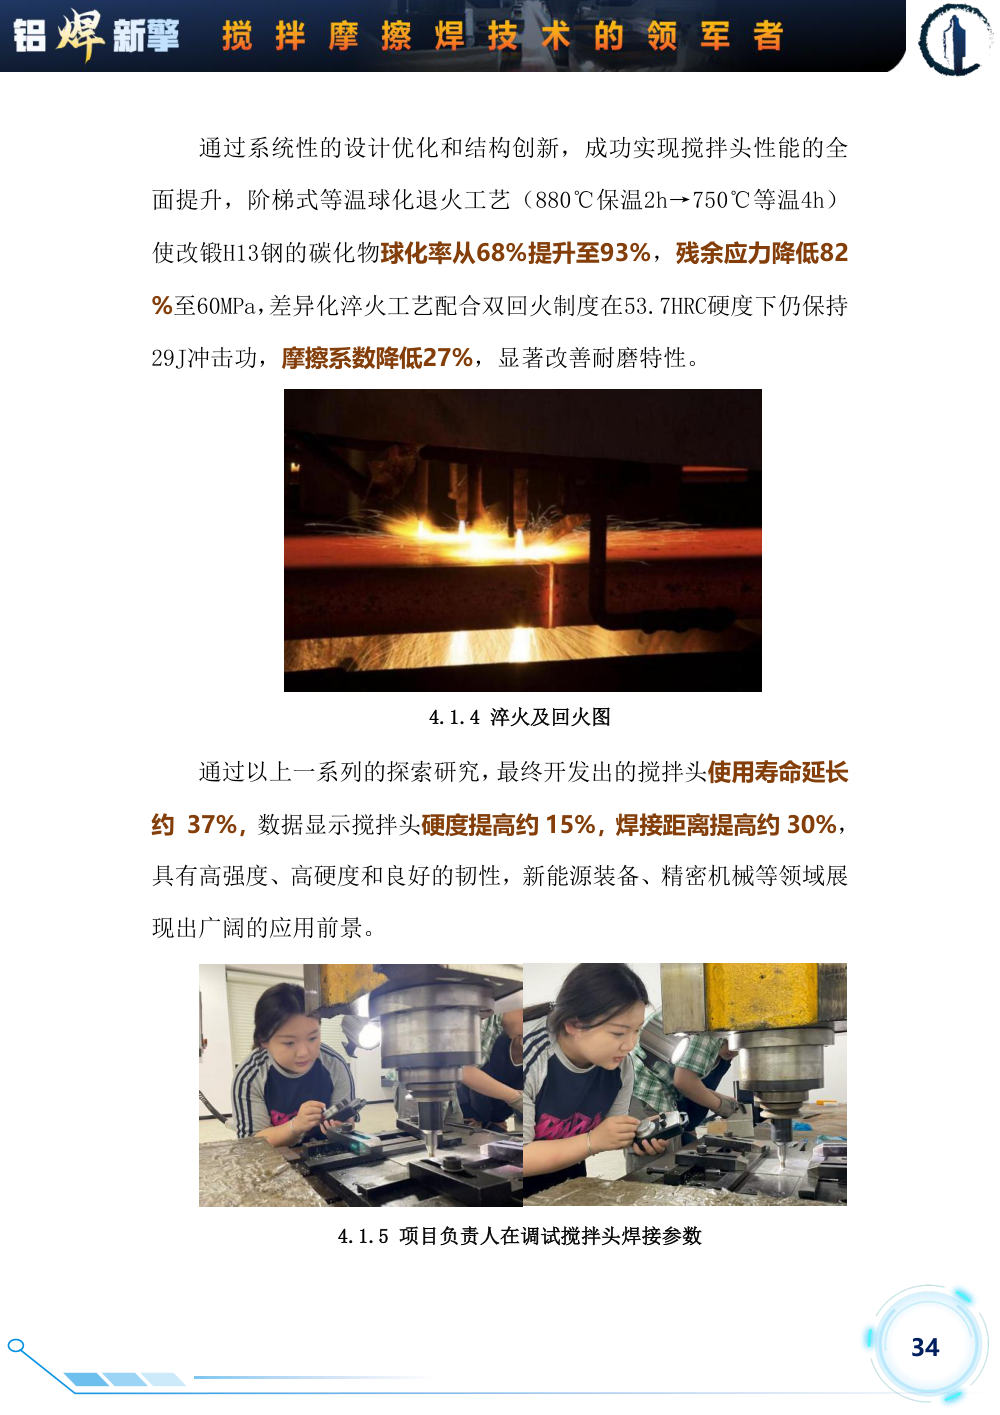 铝焊新擎 搅拌摩擦焊技术的领军者
通过系统性的设计优化和结构创新，成功实现搅拌头性能的全
面提升，阶梯式等温球化退火工艺（880℃保温2h→750℃等温4h）
使改锻H13钢的碳化物球化率从68%提升至93%，残余应力降低82
%至60MPa，差异化淬火工艺配合双回火制度在53.7HRC硬度下仍保持
29J冲击功，摩擦系数降低27%，显著改善耐磨特性。
4.1.4 淬火及回火图
通过以上一系列的探索研究，最终开发出的搅拌头使用寿命延长
约 37%，数据显示搅拌头硬度提高约 15%，焊接距离提高约 30%，
具有高强度、高硬度和良好的韧性，新能源装备、精密机械等领域展
现出广阔的应用前景。
4.1.5 项目负责人在调试搅拌头焊接参数
34